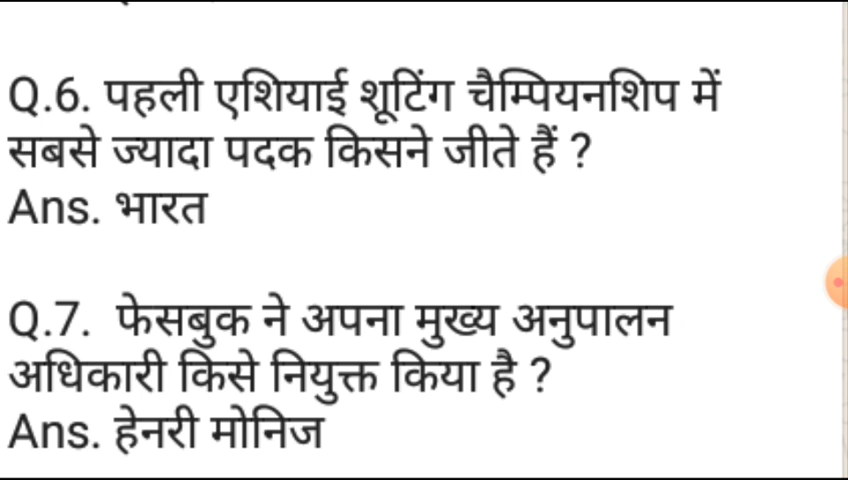 Q.6. पहली एशियाई शूटिंग चैम्पियनशिप में
सबसे ज्यादा पदक किसने जीते हैं ?
Ans. भारत
Q.7. फेसबुक ने अपना मुख्य अनुपालन
अधिकारी किसे नियुक्त किया है ?
Ans. हेनरी मोनिज